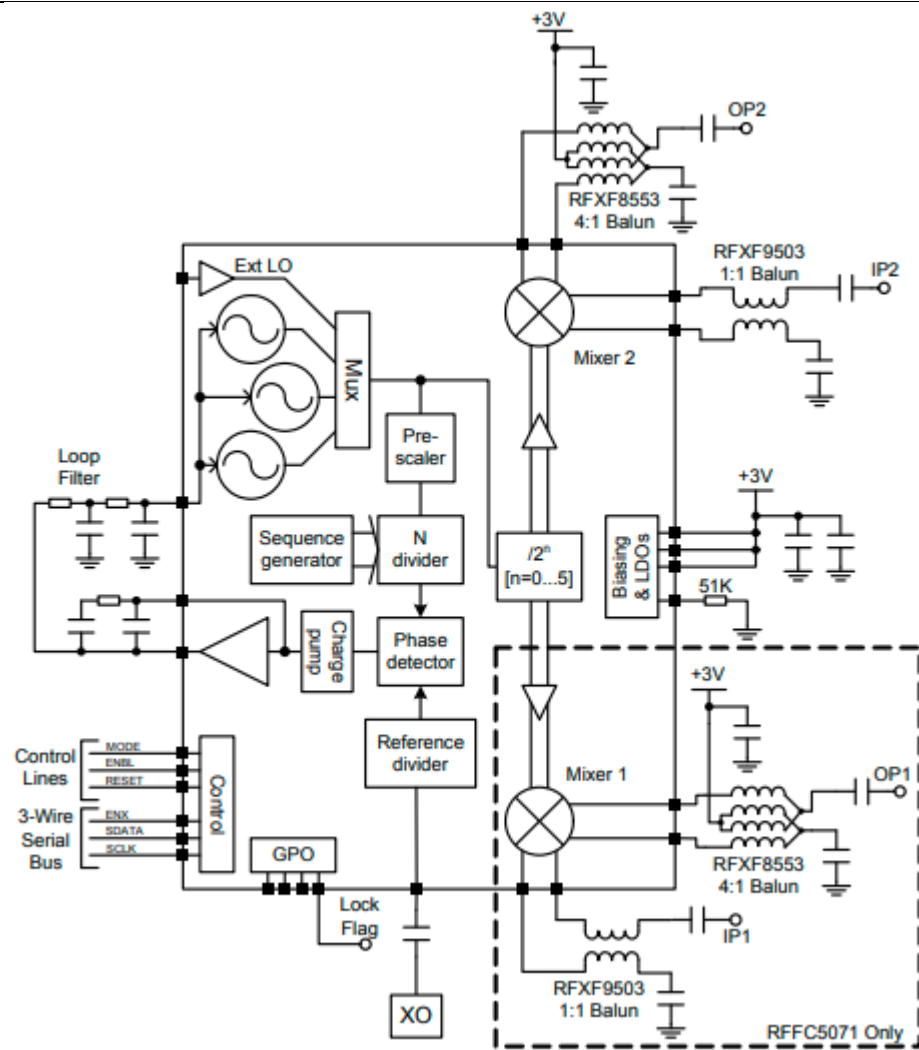 +3V
OP2
RFXF8553
4:1 Balun
RFXF9503
1:1 Balun
IP2
Ext LO
Mux
Mixer 2
Pre-
scaler
Loop
Filter
+3V
Sequence
generator
N
divider
/2ⁿ
[n=0...5]
Biasing
& LDOs
51K
Charge
pump
Phase
detector
+3V
Reference
divider
Mixer 1
OP1
Control
Lines
MODE
ENBL
RESET
3-Wire
Serial
Bus
ENX
SDATA
SCLK
Control
GPO
RFXF8553
4:1 Balun
Lock
Flag
IP1
RFXF9503
1:1 Balun
XO
RFFC5071 Only